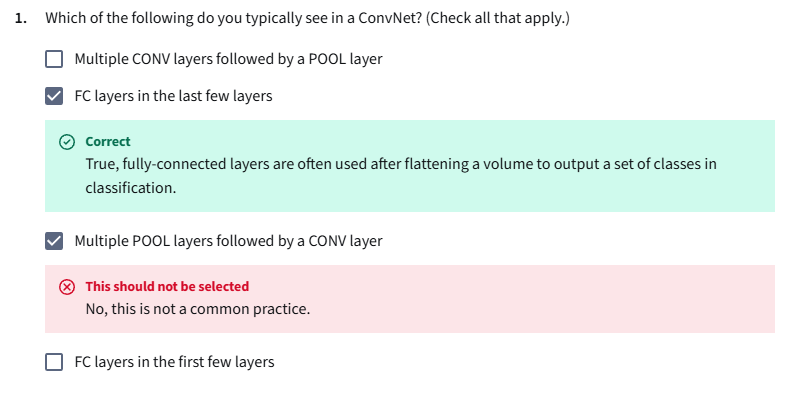 1. Which of the following do you typically see in a ConvNet? (Check all that apply.)
Multiple CONV layers followed by a POOL layer
FC layers in the last few layers
Correct
True, fully-connected layers are often used after flattening a volume to output a set of classes in
classification.
Multiple POOL layers followed by a CONV layer
This should not be selected
No, this is not a common practice.
FC layers in the first few layers